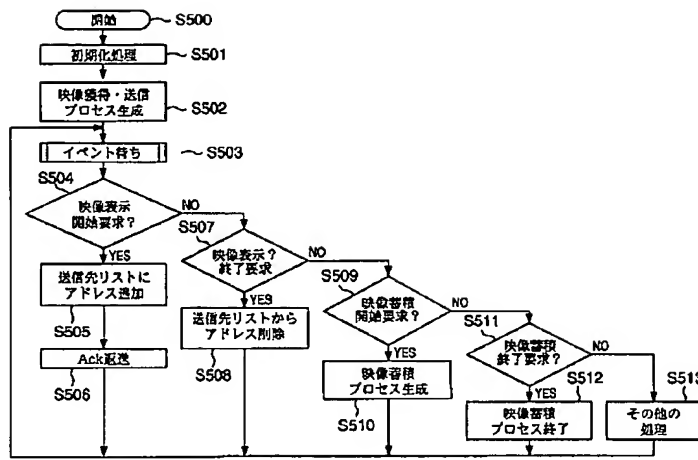 開始
S500
初期化処理
S501
映像獲得・送信
プロセス生成
S502
イベント待ち
S503
S504
映像表示
開始要求?
NO
YES
送信先リストに
アドレス追加
S505
Ack返送
S506
S507
映像表示?
終了要求
NO
YES
送信先リストから
アドレス削除
S508
S509
映像蓄積
開始要求?
NO
YES
映像蓄積
プロセス生成
S510
S511
映像蓄積
終了要求?
NO
YES
S512
映像蓄積
プロセス終了
S513
その他の
処理